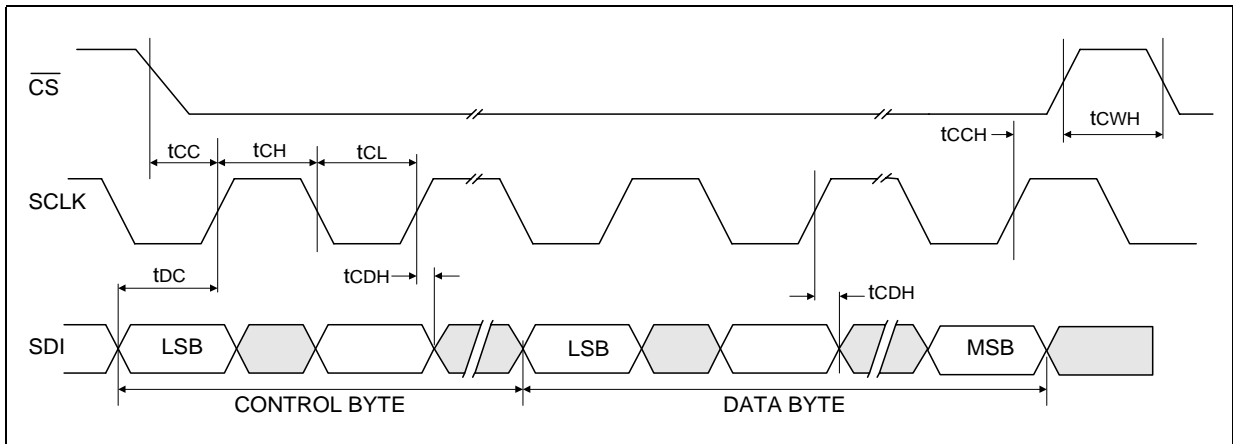 CS
tCCH
tCWH
tCC
tCH
tCL
SCLK
tDC
tCDH
tCDH
SDI
LSB
LSB
MSB
CONTROL BYTE
DATA BYTE